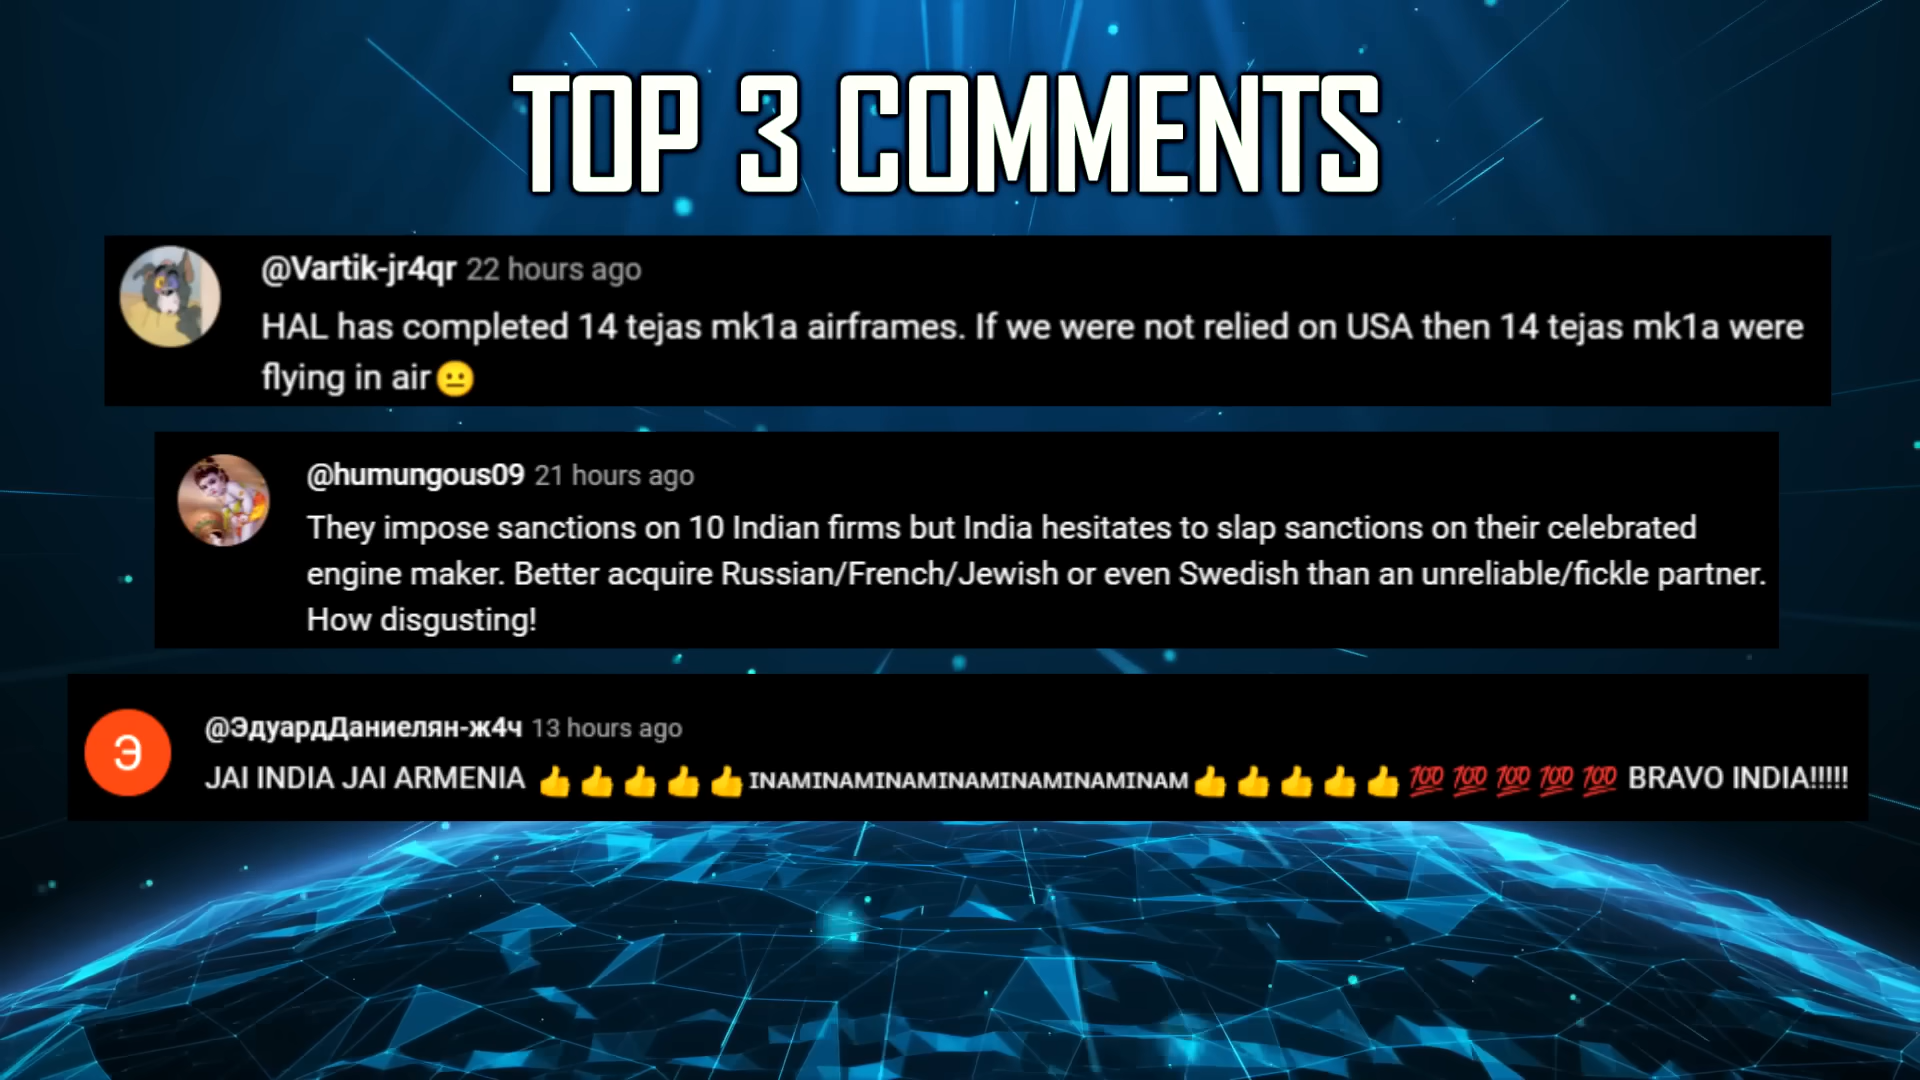 TOP 3 COMMENTS
@Vartik-jr4qr 22 hours ago
HAL has completed 14 tejas mk1a airframes. If we were not relied on USA then 14 tejas mk1a were
flying in air😐
@humungous09 21 hours ago
They impose sanctions on 10 Indian firms but India hesitates to slap sanctions on their celebrated
engine maker. Better acquire Russian/French/Jewish or even Swedish than an unreliable/fickle partner.
How disgusting!
Э
@ЭдуардДаниелян-ж4ч 13 hours ago
JAI INDIA JAI ARMENIA 👍👍👍👍👍ɪɴᴀᴍɪɴᴀᴍɪɴᴀᴍɪɴᴀᴍɪɴᴀᴍɪɴᴀᴍɪɴᴀᴍ👍👍👍👍👍💯💯💯💯💯 BRAVO INDIA!!!!!